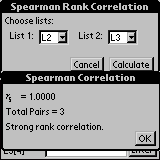 Spearman Rank Correlation
Choose lists:
List 1: L2 List 2: L3
Cancel Calculate
Spearman Correlation
rs = 1.0000
Total Pairs = 3
Strong rank correlation.
OK